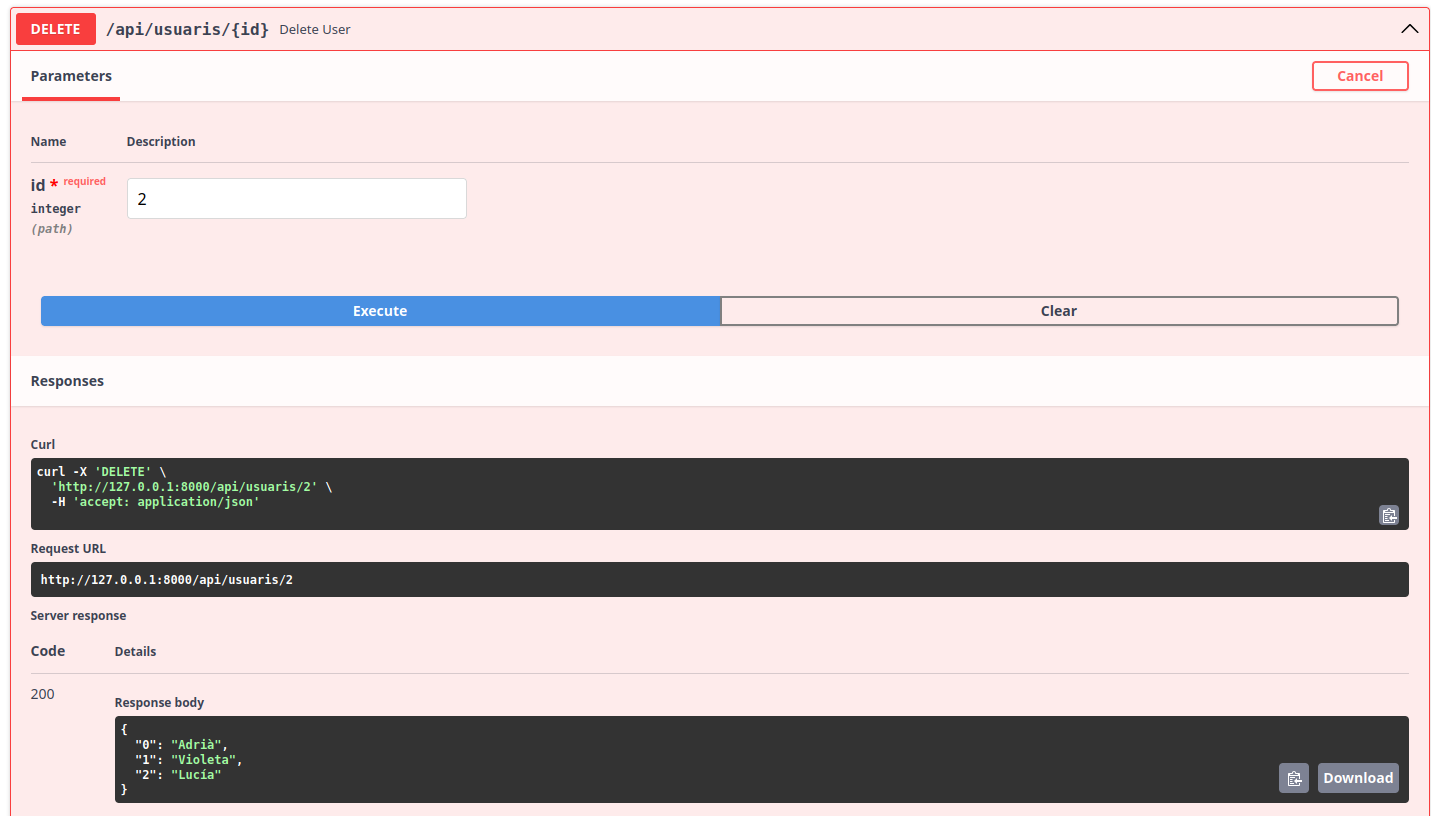 DELETE /api/usuaris/{id} Delete User
Parameters
Cancel
Name Description
id * required
integer
(path)
2
Execute Clear
Responses
Curl
curl -X 'DELETE' \
  'http://127.0.0.1:8000/api/usuaris/2' \
  -H 'accept: application/json'
Request URL
http://127.0.0.1:8000/api/usuaris/2
Server response
Code Details
200
Response body
{
  "0": "Adrià",
  "1": "Violeta",
  "2": "Lucía"
}
Download